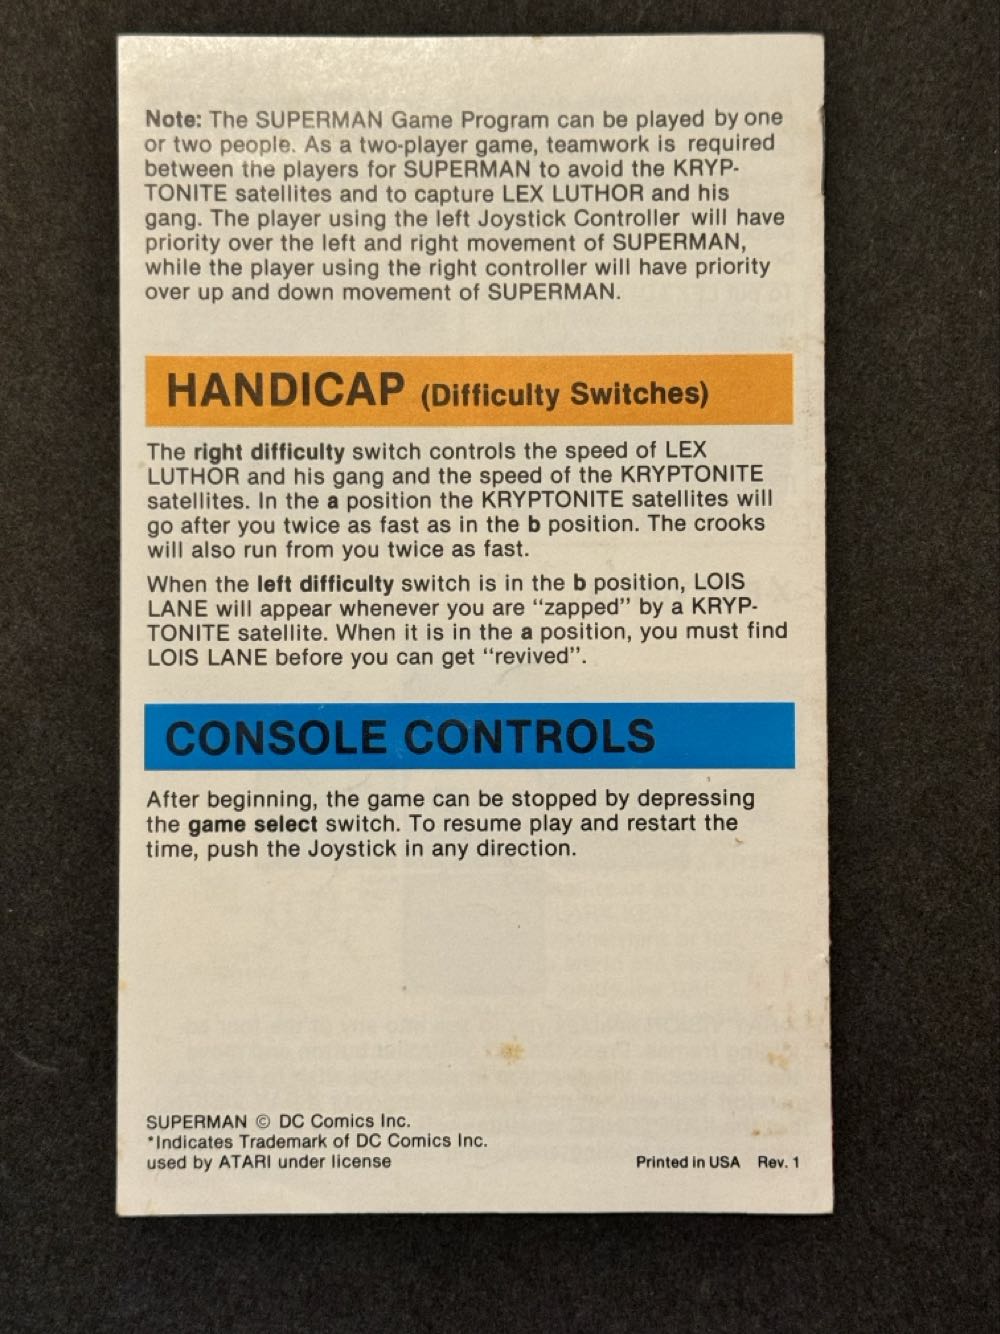 Note: The SUPERMAN Game Program can be played by one
or two people. As a two-player game, teamwork is required
between the players for SUPERMAN to avoid the KRYP-
TONITE satellites and to capture LEX LUTHOR and his
gang. The player using the left Joystick Controller will have
priority over the left and right movement of SUPERMAN,
while the player using the right controller will have priority
over up and down movement of SUPERMAN.
HANDICAP (Difficulty Switches)
The right difficulty switch controls the speed of LEX
LUTHOR and his gang and the speed of the KRYPTONITE
satellites. In the a position the KRYPTONITE satellites will
go after you twice as fast as in the b position. The crooks
will also run from you twice as fast.
When the left difficulty switch is in the b position, LOIS
LANE will appear whenever you are “zapped” by a KRYP-
TONITE satellite. When it is in the a position, you must find
LOIS LANE before you can get “revived”.
CONSOLE CONTROLS
After beginning, the game can be stopped by depressing
the game select switch. To resume play and restart the
time, push the Joystick in any direction.
SUPERMAN © DC Comics Inc.
*Indicates Trademark of DC Comics Inc.
used by ATARI under license
Printed in USA Rev. 1